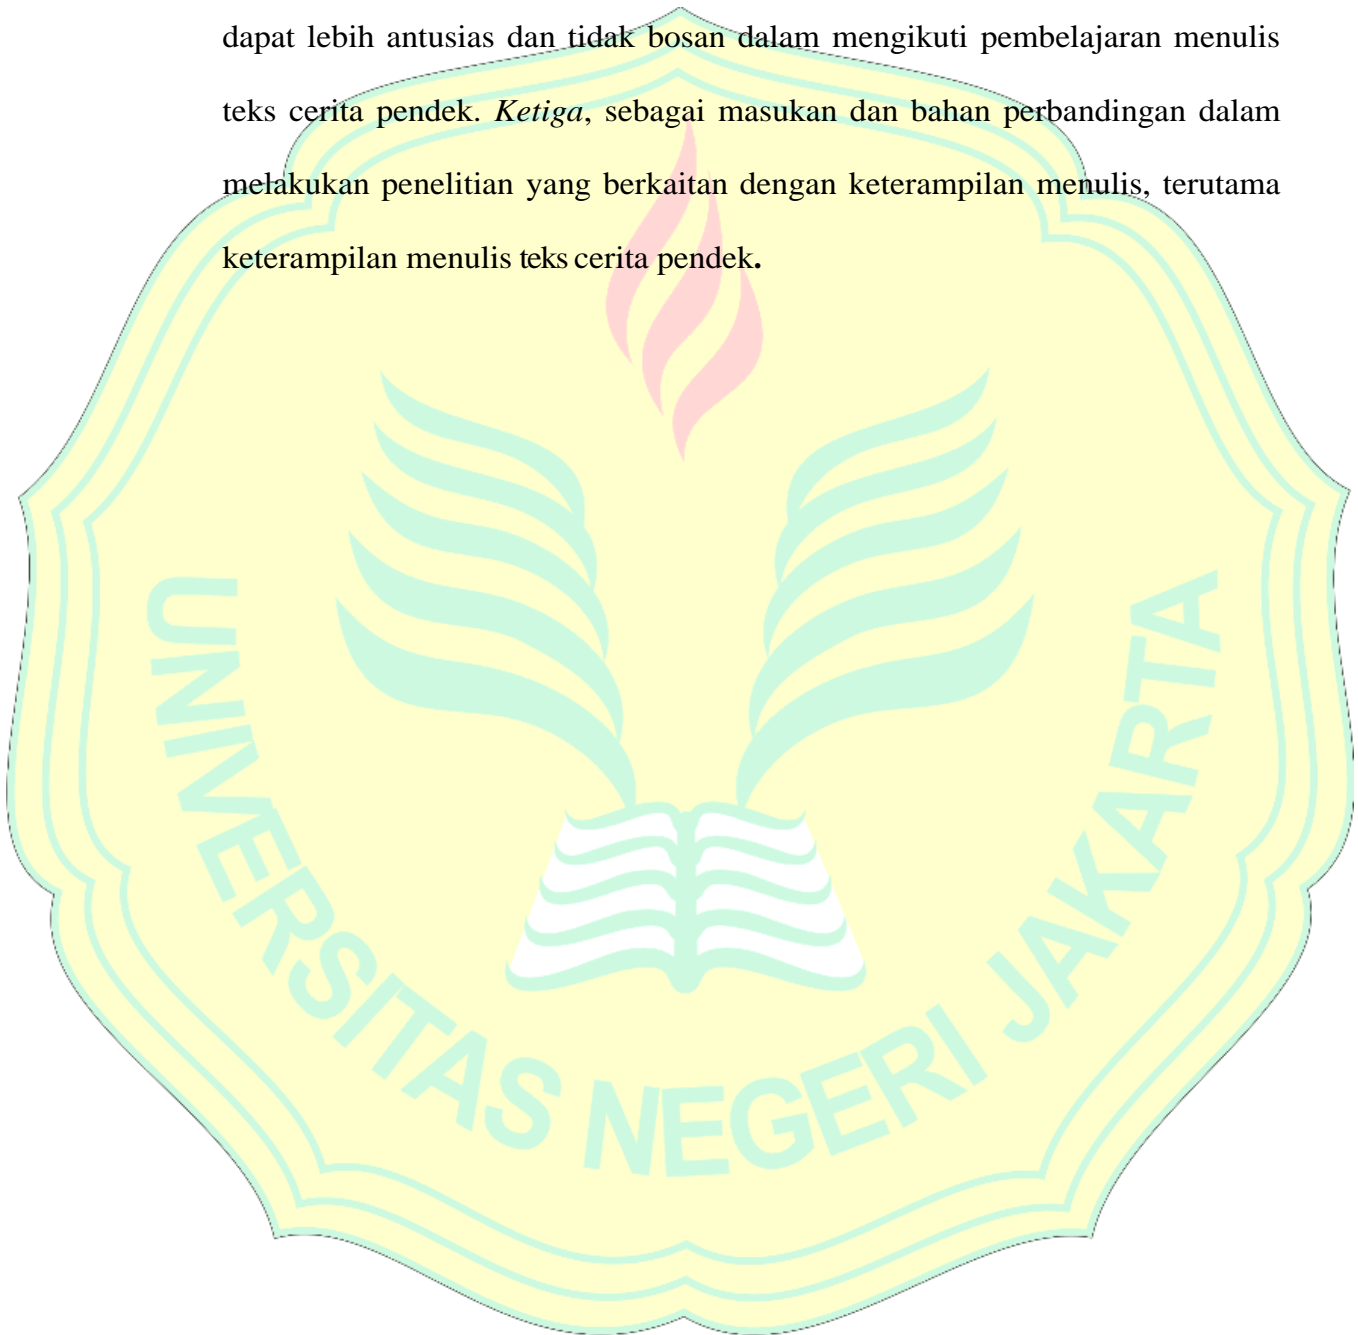 dapat lebih antusias dan tidak bosan dalam mengikuti pembelajaran menulis
teks cerita pendek. Ketiga, sebagai masukan dan bahan perbandingan dalam
melakukan penelitian yang berkaitan dengan keterampilan menulis, terutama
keterampilan menulis teks cerita pendek.
UNIVERSITAS NEGERI JAKARTA